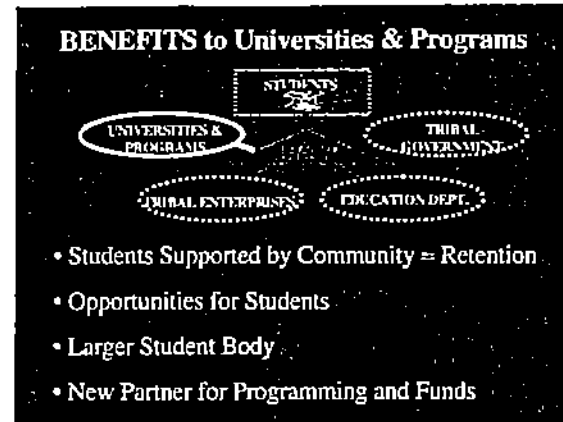 BENEFITS to Universities & Programs
STUDENTS
UNIVERSITIES &
PROGRAMS
TRIBAL
GOVERNMENT
TRIBAL ENTERPRISES
EDUCATION DEPT.
• Students Supported by Community = Retention
• Opportunities for Students
• Larger Student Body
• New Partner for Programming and Funds